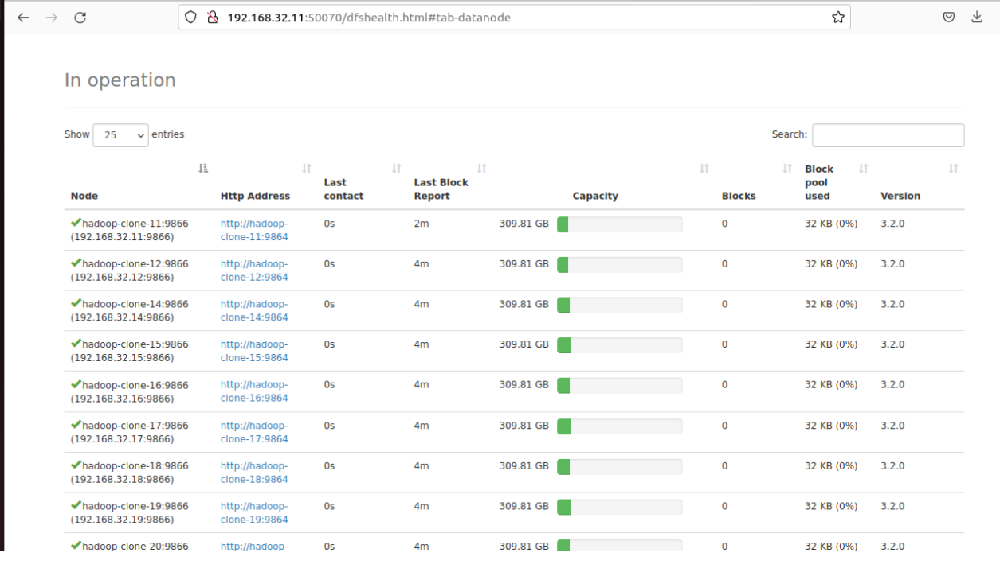 192.168.32.11:50070/dfshealth.html#tab-datanode
In operation
Show 25 entries Search:
Node Http Address Last contact Last Block Report Capacity Blocks Block pool used Version
hadoop-clone-11:9866 http://hadoop- 0s 2m 309.81 GB 0 32 KB (0%) 3.2.0
(192.168.32.11:9866) clone-11:9864
hadoop-clone-12:9866 http://hadoop- 0s 4m 309.81 GB 0 32 KB (0%) 3.2.0
(192.168.32.12:9866) clone-12:9864
hadoop-clone-14:9866 http://hadoop- 0s 4m 309.81 GB 0 32 KB (0%) 3.2.0
(192.168.32.14:9866) clone-14:9864
hadoop-clone-15:9866 http://hadoop- 0s 4m 309.81 GB 0 32 KB (0%) 3.2.0
(192.168.32.15:9866) clone-15:9864
hadoop-clone-16:9866 http://hadoop- 0s 4m 309.81 GB 0 32 KB (0%) 3.2.0
(192.168.32.16:9866) clone-16:9864
hadoop-clone-17:9866 http://hadoop- 0s 4m 309.81 GB 0 32 KB (0%) 3.2.0
(192.168.32.17:9866) clone-17:9864
hadoop-clone-18:9866 http://hadoop- 0s 4m 309.81 GB 0 32 KB (0%) 3.2.0
(192.168.32.18:9866) clone-18:9864
hadoop-clone-19:9866 http://hadoop- 0s 4m 309.81 GB 0 32 KB (0%) 3.2.0
(192.168.32.19:9866) clone-19:9864
hadoop-clone-20:9866 http://hadoop- 0s 4m 309.81 GB 0 32 KB (0%) 3.2.0